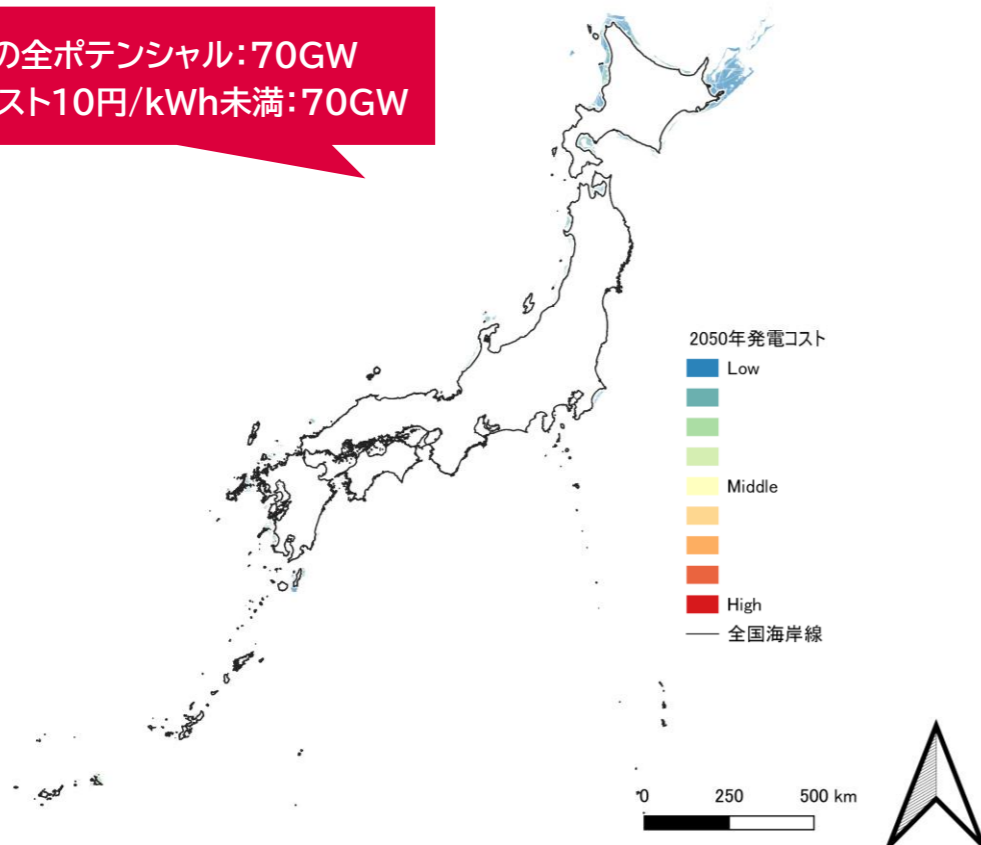 の全ポテンシャル：70GW
スト10円/kWh未満：70GW
2050年発電コスト
Low
Middle
High
全国海岸線
0 250 500 km